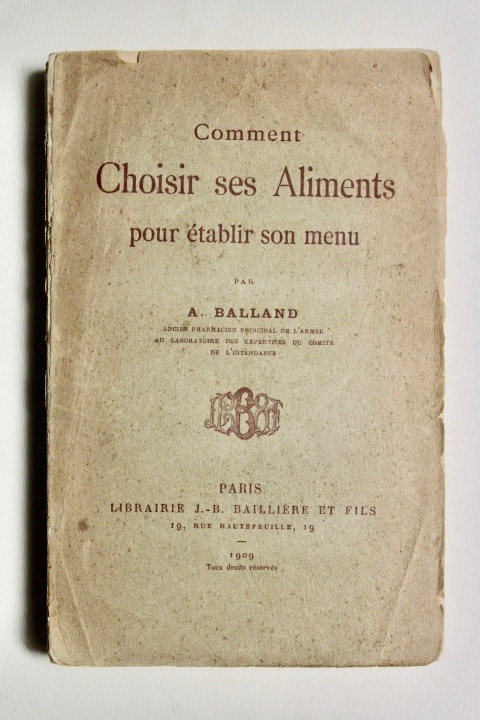 Comment
Choisir ses Aliments
pour établir son menu
PAR
A. BALLAND
ANCIEN PHARMACIEN PRINCIPAL DE L'ARMÉE
AU LABORATOIRE DES EXPERTISES DU COMITÉ
DE L'INTENDANCE
PARIS
LIBRAIRIE J.-B. BAILLIÈRE ET FILS
19, RUE HAUTEFEUILLE, 19
1909
Tous droits réservés